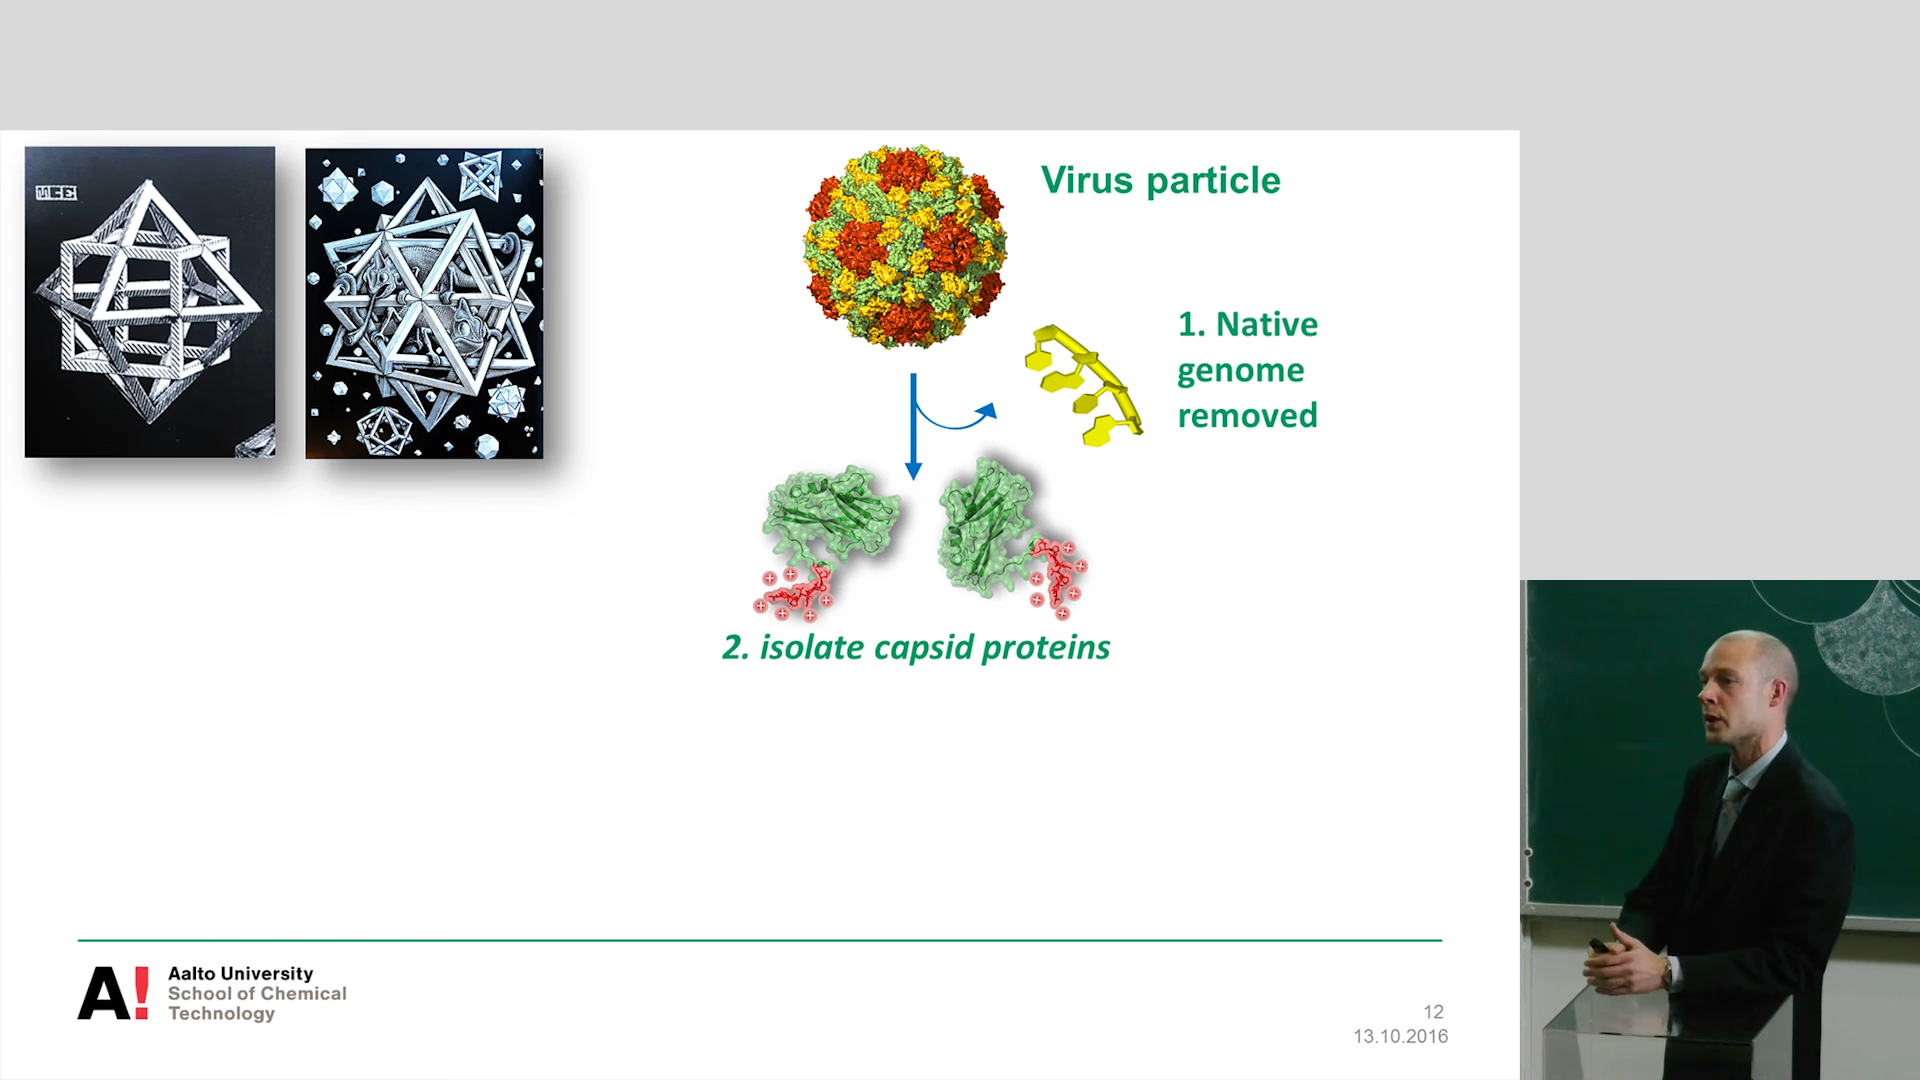 MCE
Virus particle
1. Native
genome
removed
2. isolate capsid proteins
A!
Aalto University
School of Chemical
Technology
12
13.10.2016